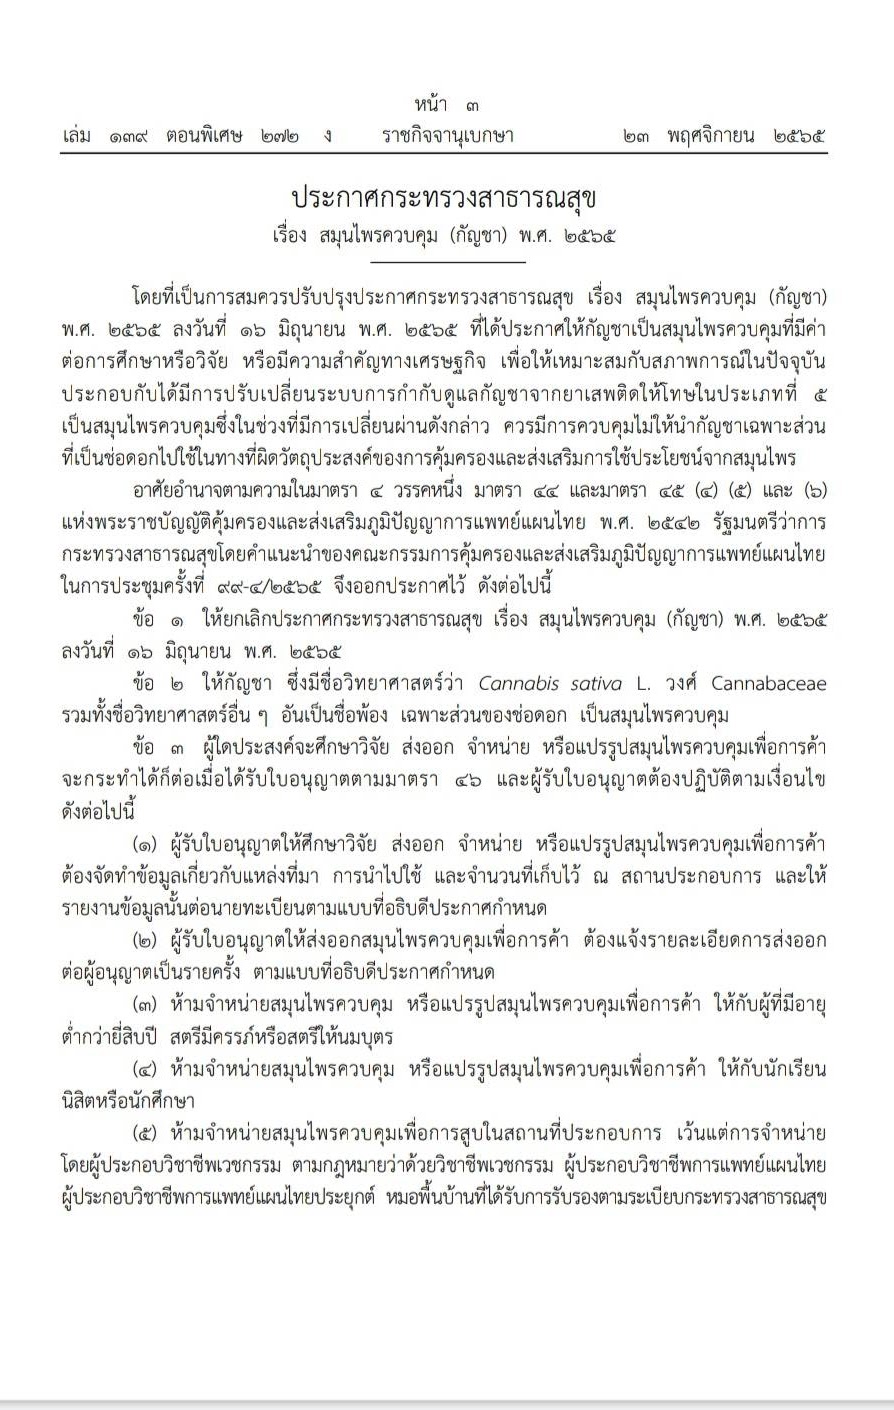 หน้า ๓
เล่ม ๑๓๙ ตอนพิเศษ ๒๗๒ ง ราชกิจจานุเบกษา ๒๓ พฤศจิกายน ๒๕๖๕
ประกาศกระทรวงสาธารณสุข
เรื่อง สมุนไพรควบคุม (กัญชา) พ.ศ. ๒๕๖๕
โดยที่เป็นการสมควรปรับปรุงประกาศกระทรวงสาธารณสุข เรื่อง สมุนไพรควบคุม (กัญชา)
พ.ศ. ๒๕๖๕ ลงวันที่ ๑๖ มิถุนายน พ.ศ. ๒๕๖๕ ที่ได้ประกาศให้กัญชาเป็นสมุนไพรควบคุมที่มีค่า
ต่อการศึกษาหรือวิจัย หรือมีความสำคัญทางเศรษฐกิจ เพื่อให้เหมาะสมกับสภาพการณ์ในปัจจุบัน
ประกอบกับได้มีการปรับเปลี่ยนระบบการกำกับดูแลกัญชาจากยาเสพติดให้โทษในประเภทที่ ๕
เป็นสมุนไพรควบคุมซึ่งในช่วงที่มีการเปลี่ยนผ่านดังกล่าว ควรมีการควบคุมไม่ให้นำกัญชาเฉพาะส่วน
ที่เป็นช่อดอกไปใช้ในทางที่ผิดวัตถุประสงค์ของการคุ้มครองและส่งเสริมการใช้ประโยชน์จากสมุนไพร
อาศัยอำนาจตามความในมาตรา ๔ วรรคหนึ่ง มาตรา ๔๔ และมาตรา ๔๕ (๔) (๕) และ (๖)
แห่งพระราชบัญญัติคุ้มครองและส่งเสริมภูมิปัญญาการแพทย์แผนไทย พ.ศ. ๒๕๔๒ รัฐมนตรีว่าการ
กระทรวงสาธารณสุขโดยคำแนะนำของคณะกรรมการคุ้มครองและส่งเสริมภูมิปัญญาการแพทย์แผนไทย
ในการประชุมครั้งที่ ๙๙-๔/๒๕๖๕ จึงออกประกาศไว้ ดังต่อไปนี้
ข้อ ๑ ให้ยกเลิกประกาศกระทรวงสาธารณสุข เรื่อง สมุนไพรควบคุม (กัญชา) พ.ศ. ๒๕๖๕
ลงวันที่ ๑๖ มิถุนายน พ.ศ. ๒๕๖๕
ข้อ ๒ ให้กัญชา ซึ่งมีชื่อวิทยาศาสตร์ว่า Cannabis sativa L. วงศ์ Cannabaceae
รวมทั้งชื่อวิทยาศาสตร์อื่น ๆ อันเป็นชื่อพ้อง เฉพาะส่วนของช่อดอก เป็นสมุนไพรควบคุม
ข้อ ๓ ผู้ใดประสงค์จะศึกษาวิจัย ส่งออก จำหน่าย หรือแปรรูปสมุนไพรควบคุมเพื่อการค้า
จะกระทำได้ก็ต่อเมื่อได้รับใบอนุญาตตามมาตรา ๔๖ และผู้รับใบอนุญาตต้องปฏิบัติตามเงื่อนไข
ดังต่อไปนี้
(๑) ผู้รับใบอนุญาตให้ศึกษาวิจัย ส่งออก จำหน่าย หรือแปรรูปสมุนไพรควบคุมเพื่อการค้า
ต้องจัดทำข้อมูลเกี่ยวกับแหล่งที่มา การนำไปใช้ และจำนวนที่เก็บไว้ ณ สถานประกอบการ และให้
รายงานข้อมูลนั้นต่อนายทะเบียนตามแบบที่อธิบดีประกาศกำหนด
(๒) ผู้รับใบอนุญาตให้ส่งออกสมุนไพรควบคุมเพื่อการค้า ต้องแจ้งรายละเอียดการส่งออก
ต่อผู้อนุญาตเป็นรายครั้ง ตามแบบที่อธิบดีประกาศกำหนด
(๓) ห้ามจำหน่ายสมุนไพรควบคุม หรือแปรรูปสมุนไพรควบคุมเพื่อการค้า ให้กับผู้ที่มีอายุ
ต่ำกว่ายี่สิบปี สตรีมีครรภ์หรือสตรีให้นมบุตร
(๔) ห้ามจำหน่ายสมุนไพรควบคุม หรือแปรรูปสมุนไพรควบคุมเพื่อการค้า ให้กับนักเรียน
นิสิตหรือนักศึกษา
(๕) ห้ามจำหน่ายสมุนไพรควบคุมเพื่อการสูบในสถานที่ประกอบการ เว้นแต่การจำหน่าย
โดยผู้ประกอบวิชาชีพเวชกรรม ตามกฎหมายว่าด้วยวิชาชีพเวชกรรม ผู้ประกอบวิชาชีพการแพทย์แผนไทย
ผู้ประกอบวิชาชีพการแพทย์แผนไทยประยุกต์ หมอพื้นบ้านที่ได้รับการรับรองตามระเบียบกระทรวงสาธารณสุข